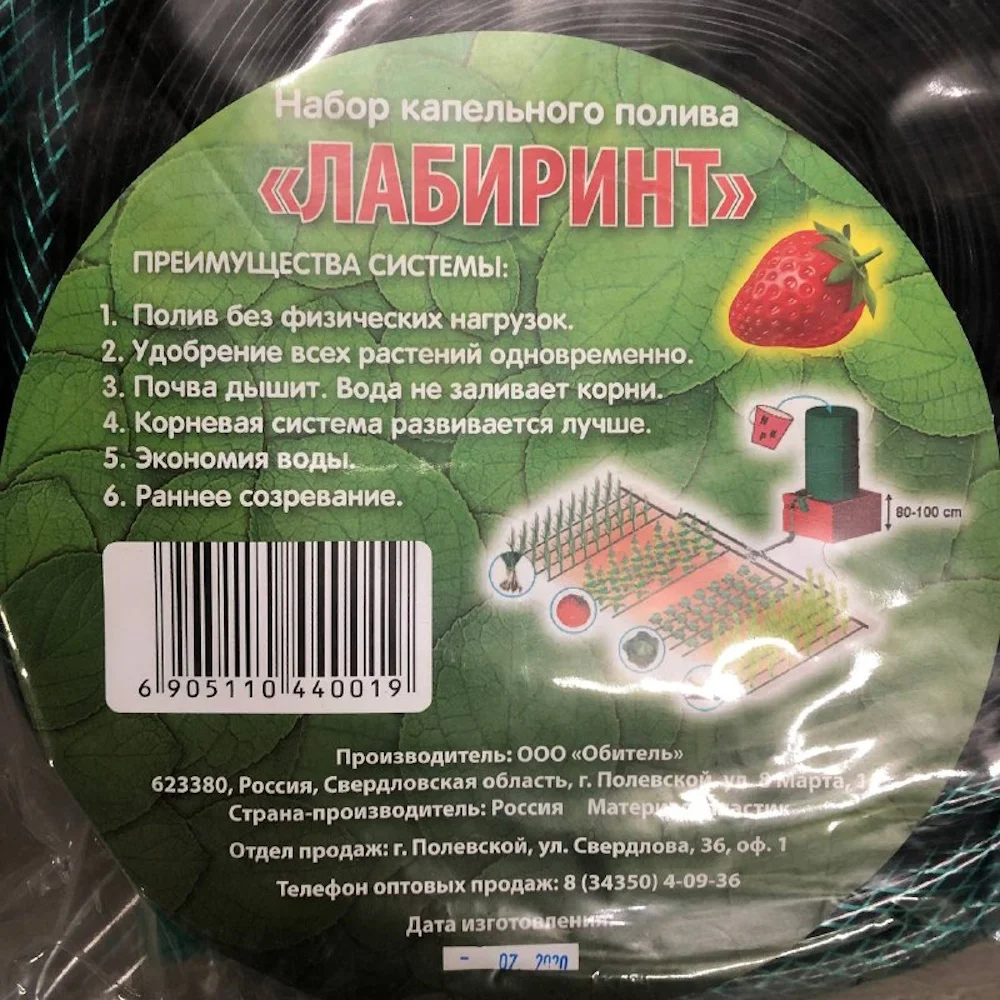 Набор капельного полива
«ЛАБИРИНТ»
ПРЕИМУЩЕСТВА СИСТЕМЫ:
1. Полив без физических нагрузок.
2. Удобрение всех растений одновременно.
3. Почва дышит. Вода не заливает корни.
4. Корневая система развивается лучше.
5. Экономия воды.
6. Раннее созревание.
N
P K
80-100 cm
6 905110 440019
Производитель: ООО «Обитель»
623380, Россия, Свердловская область, г. Полевской, ул. 8 Марта,
Страна-производитель: Россия Материал: пластик
Отдел продаж: г. Полевской, ул. Свердлова, 36, оф. 1
Телефон оптовых продаж: 8 (34350) 4-09-36
Дата изготовления:
- 07 2020